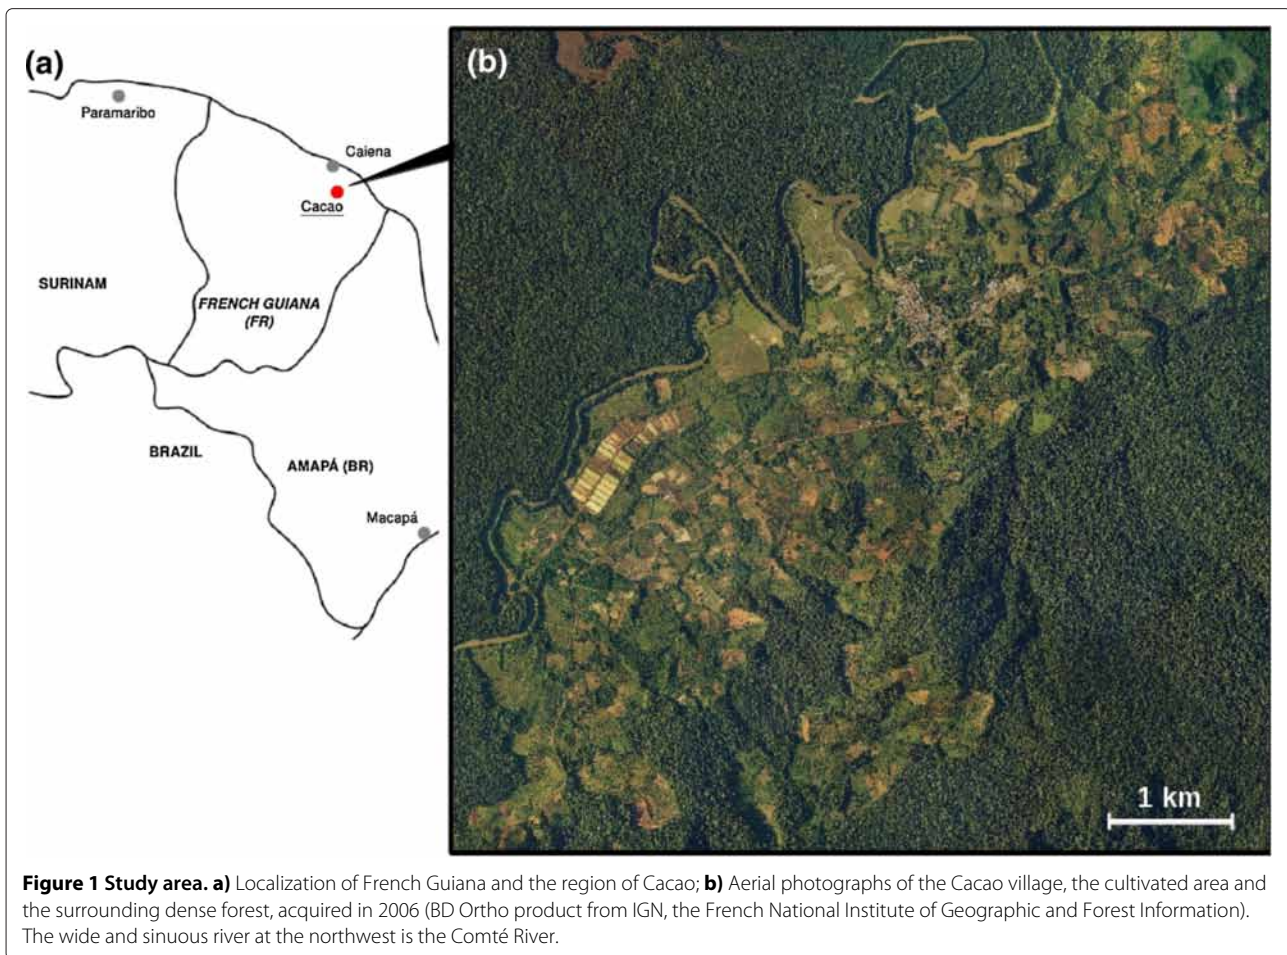 (a)
Paramaribo
Caiena
Cacao
SURINAM
FRENCH GUIANA
(FR)
BRAZIL
AMAPÁ (BR)
Macapá
(b)
1 km
Figure 1 Study area. a) Localization of French Guiana and the region of Cacao; b) Aerial photographs of the Cacao village, the cultivated area and
the surrounding dense forest, acquired in 2006 (BD Ortho product from IGN, the French National Institute of Geographic and Forest Information).
The wide and sinuous river at the northwest is the Comté River.